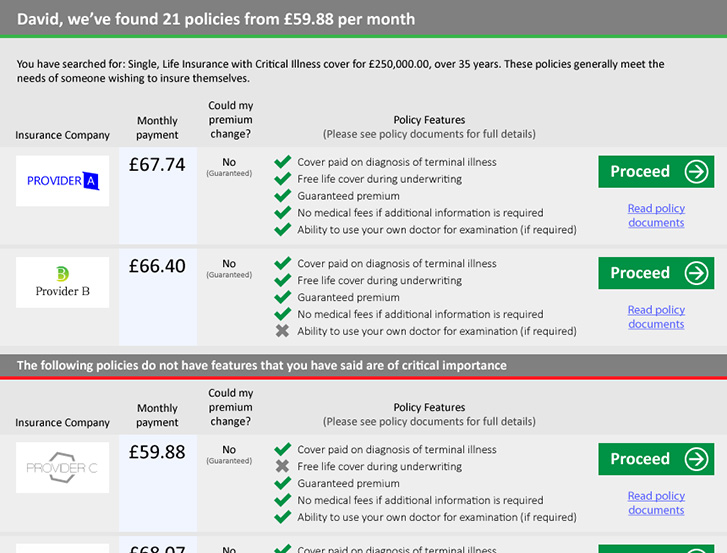 David, we've found 21 policies from £59.88 per month
You have searched for: Single, Life Insurance with Critical Illness cover for £250,000.00, over 35 years. These policies generally meet the
needs of someone wishing to insure themselves.
Insurance Company
Monthly
payment
Could my
premium
change?
Policy Features
(Please see policy documents for full details)
PROVIDER A
£67.74
No
(Guaranteed)
Cover paid on diagnosis of terminal illness
Free life cover during underwriting
Guaranteed premium
No medical fees if additional information is required
Ability to use your own doctor for examination (if required)
Proceed
Read policy
documents
Provider B
£66.40
No
(Guaranteed)
Cover paid on diagnosis of terminal illness
Free life cover during underwriting
Guaranteed premium
No medical fees if additional information is required
Ability to use your own doctor for examination (if required)
Proceed
Read policy
documents
The following policies do not have features that you have said are of critical importance
Insurance Company
Monthly
payment
Could my
premium
change?
Policy Features
(Please see policy documents for full details)
PROVIDER C
£59.88
No
(Guaranteed)
Cover paid on diagnosis of terminal illness
Free life cover during underwriting
Guaranteed premium
No medical fees if additional information is required
Ability to use your own doctor for examination (if required)
Proceed
Read policy
documents
£68.07
No
Cover paid on diagnosis of terminal illness